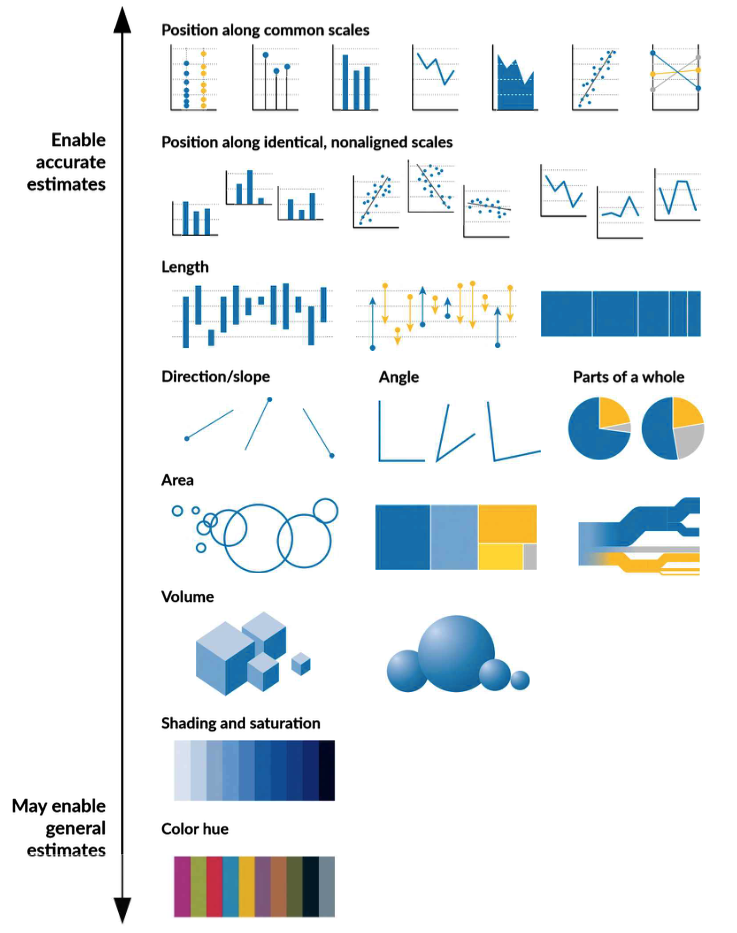 Position along common scales
Enable
accurate
estimates
Position along identical, nonaligned scales
Length
Direction/slope
Angle
Parts of a whole
Area
Volume
Shading and saturation
May enable
general
estimates
Color hue